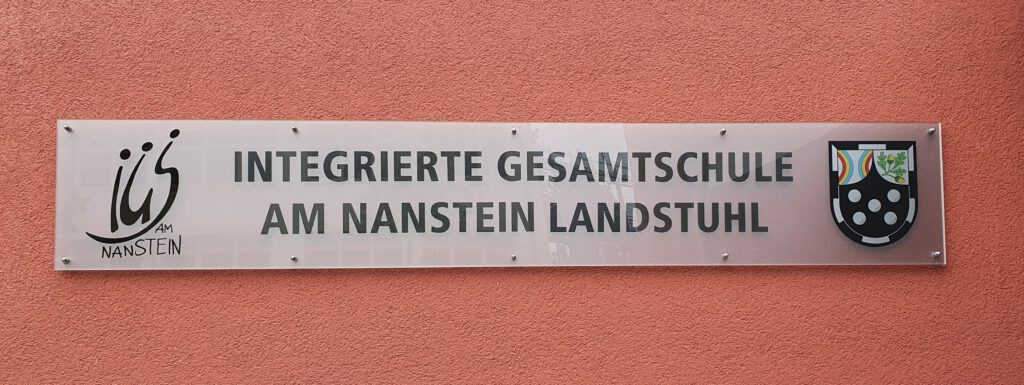 igs
AM
NANSTEIN
INTEGRIERTE GESAMTSCHULE
AM NANSTEIN LANDSTUHL